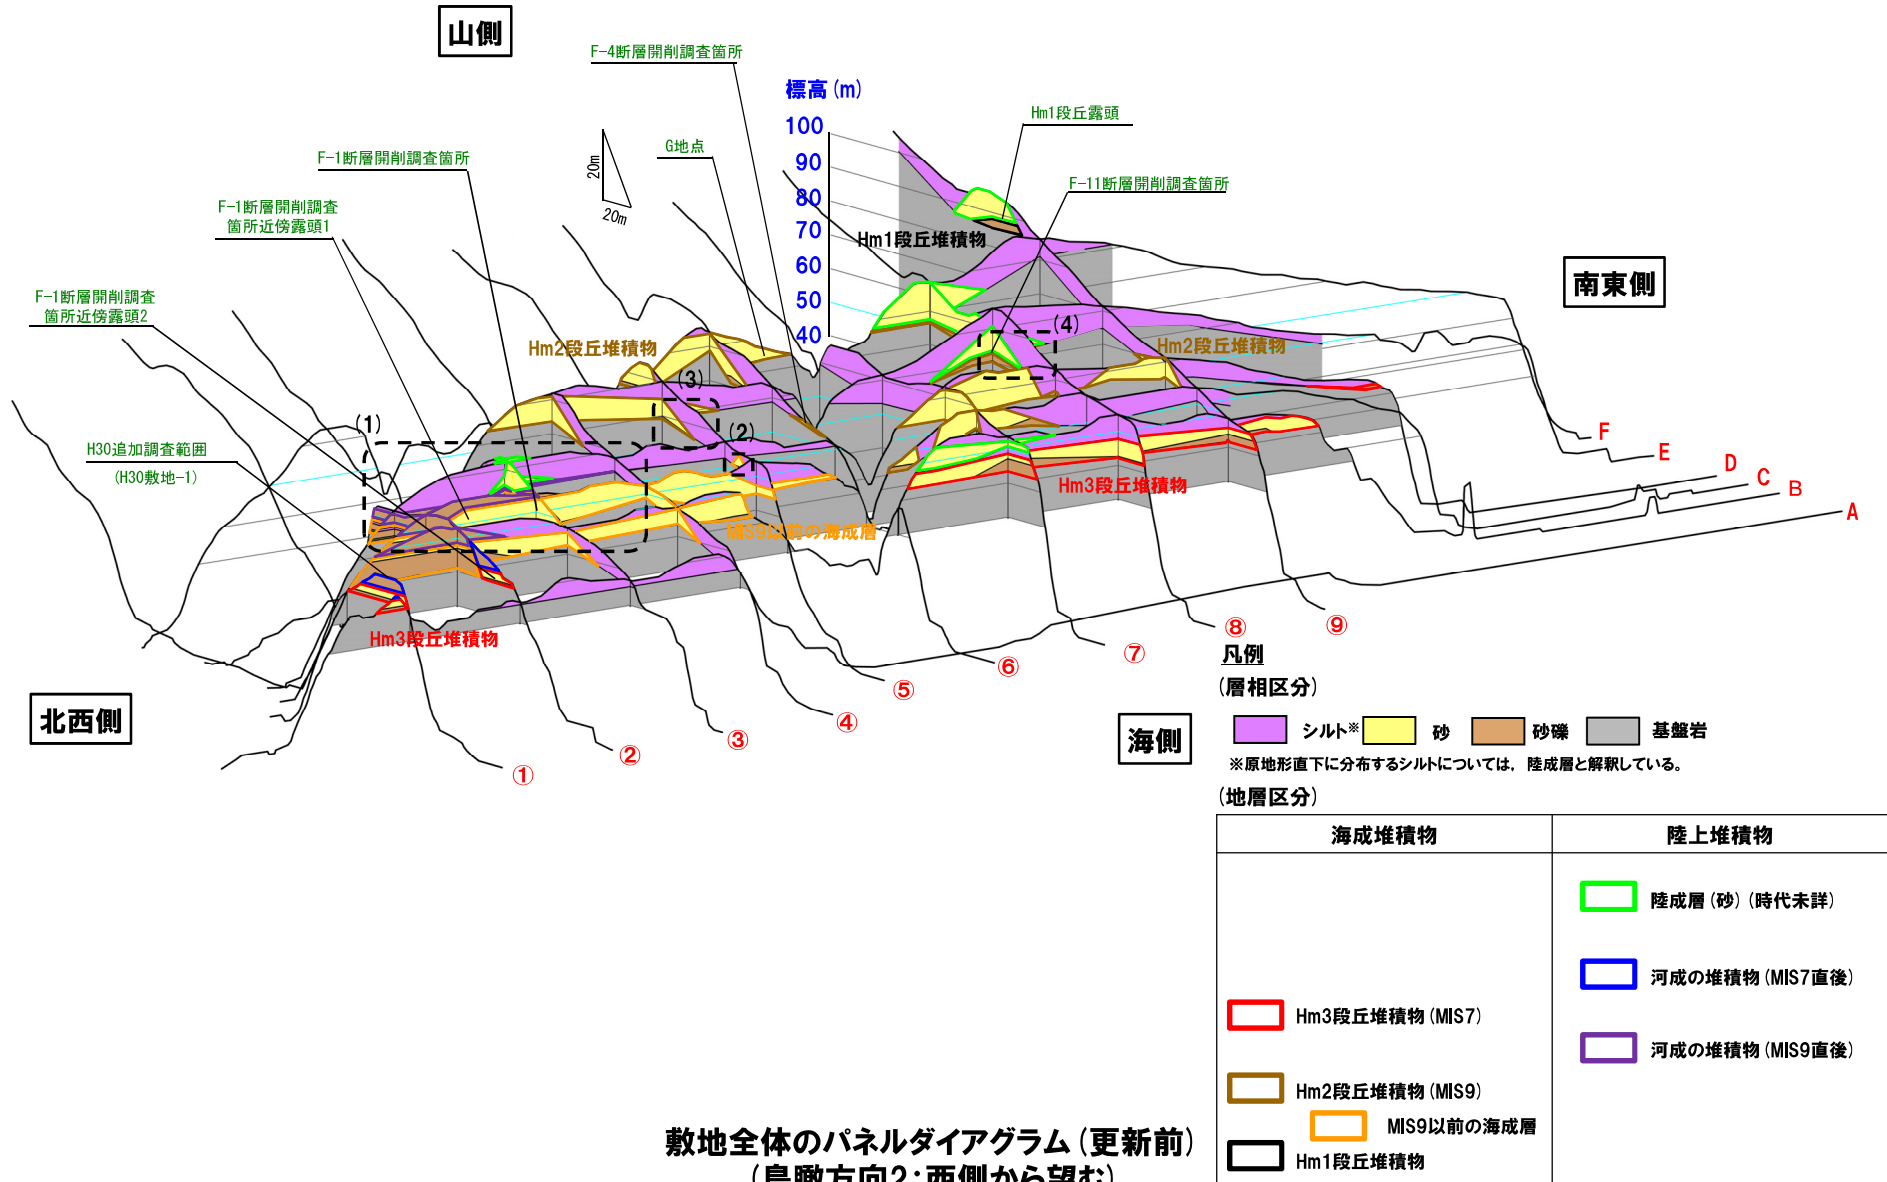 山側
F-4断層開削調査箇所
標高(m)
100
90
80
70
60
50
40
Hm1段丘露頭
G地点
F-1断層開削調査箇所
20m
20m
F-11断層開削調査箇所
F-1断層開削調査
箇所近傍露頭1
Hm1段丘堆積物
南東側
F-1断層開削調査
箇所近傍露頭2
(4)
Hm2段丘堆積物
Hm2段丘堆積物
(3)
(1)
(2)
H30追加調査範囲
(H30敷地-1)
F
E
D
C
B
A
Hm3段丘堆積物
MIS9以前の海成層
Hm3段丘堆積物
①
②
③
④
⑤
⑥
⑦
⑧
⑨
北西側
海側
凡例
(層相区分)
シルト※
砂
砂礫
基盤岩
※原地形直下に分布するシルトについては，陸成層と解釈している。
(地層区分)
海成堆積物
陸上堆積物
陸成層(砂)(時代未詳)
河成の堆積物(MIS7直後)
Hm3段丘堆積物(MIS7)
河成の堆積物(MIS9直後)
Hm2段丘堆積物(MIS9)
MIS9以前の海成層
Hm1段丘堆積物
敷地全体のパネルダイアグラム(更新前)
(鳥瞰方向2:西側から望む)